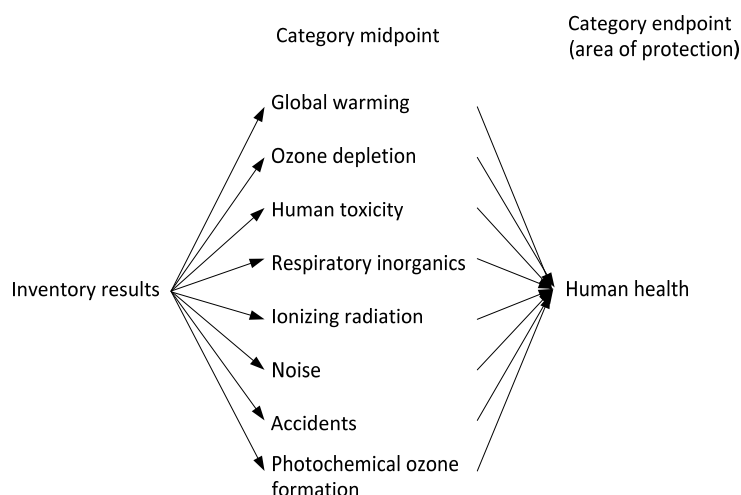 Category midpoint
Category endpoint
(area of protection)
Global warming
Ozone depletion
Human toxicity
Respiratory inorganics
Inventory results
Human health
Ionizing radiation
Noise
Accidents
Photochemical ozone
formation